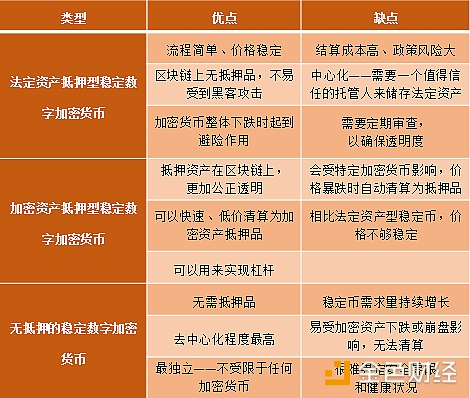 类型 优点 缺点
流程简单、价格稳定 结算成本高、政策风险大
法定资产抵押型稳定数
字加密货币
区块链上无抵押品，不易
受到黑客攻击
中心化——需要一个值得信
任的托管人来储存法定资产
加密货币整体下跌时起到
避险作用
需要定期审查，
以确保透明度
加密资产抵押型稳定数
字加密货币
抵押资产在区块链上，
更加公正透明
会受特定加密货币影响，价
格暴跌时自动清算为抵押品
可以快速、低价清算为加
密资产抵押品
相比法定资产型稳定币，价
格不够稳定
可以用来实现杠杆
无抵押的稳定数字加密
货币
无需抵押品 稳定币需求量持续增长
去中心化程度最高
易受加密资产下跌或崩盘影
响，无法清算
最独立——不受限于任何
加密货币
很难
和健康状况
金色财经